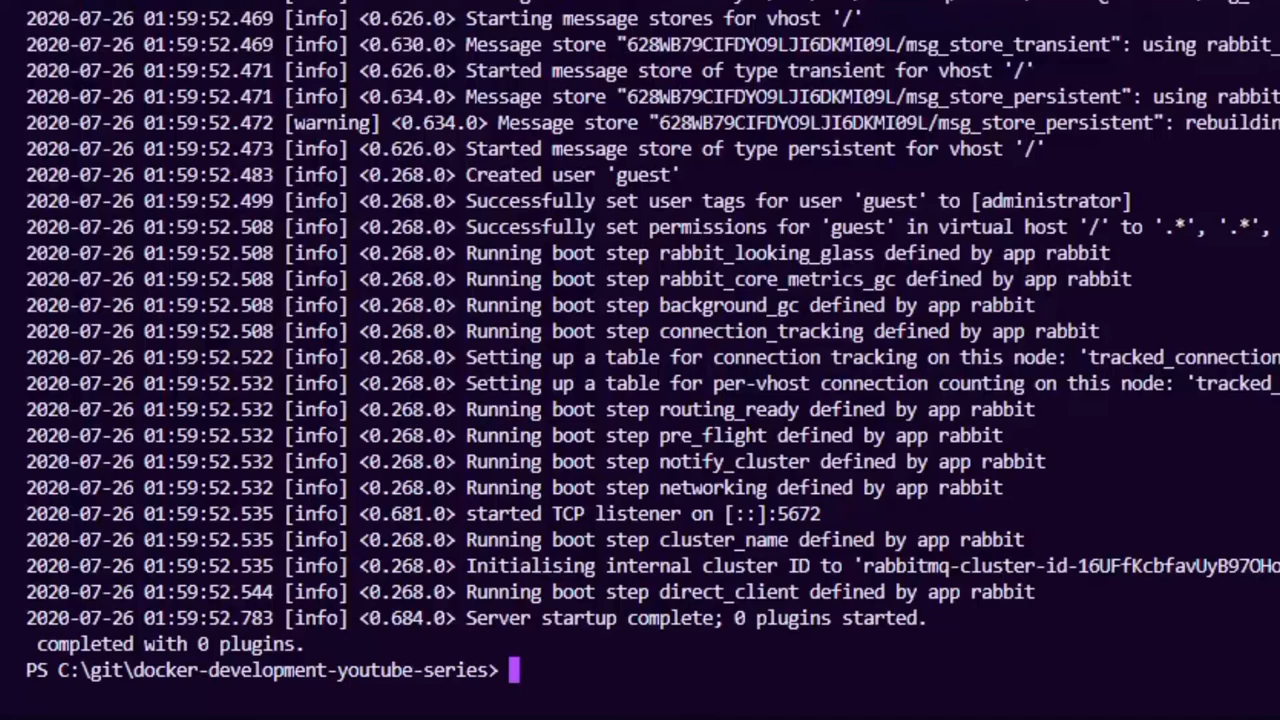 2020-07-26 01:59:52.469 [info] <0.626.0> Starting message stores for vhost '/'
2020-07-26 01:59:52.469 [info] <0.630.0> Message store "628WB79CIFDYO9LJI6DKMI09L/msg_store_transient": using rabbit_
2020-07-26 01:59:52.471 [info] <0.626.0> Started message store of type transient for vhost '/'
2020-07-26 01:59:52.471 [info] <0.634.0> Message store "628WB79CIFDYO9LJI6DKMI09L/msg_store_persistent": using rabbit
2020-07-26 01:59:52.472 [warning] <0.634.0> Message store "628WB79CIFDYO9LJI6DKMI09L/msg_store_persistent": rebuildin
2020-07-26 01:59:52.473 [info] <0.626.0> Started message store of type persistent for vhost '/'
2020-07-26 01:59:52.483 [info] <0.268.0> Created user 'guest'
2020-07-26 01:59:52.499 [info] <0.268.0> Successfully set user tags for user 'guest' to [administrator]
2020-07-26 01:59:52.508 [info] <0.268.0> Successfully set permissions for 'guest' in virtual host '/' to '.*', '.*',
2020-07-26 01:59:52.508 [info] <0.268.0> Running boot step rabbit_looking_glass defined by app rabbit
2020-07-26 01:59:52.508 [info] <0.268.0> Running boot step rabbit_core_metrics_gc defined by app rabbit
2020-07-26 01:59:52.508 [info] <0.268.0> Running boot step background_gc defined by app rabbit
2020-07-26 01:59:52.508 [info] <0.268.0> Running boot step connection_tracking defined by app rabbit
2020-07-26 01:59:52.522 [info] <0.268.0> Setting up a table for connection tracking on this node: 'tracked_connection
2020-07-26 01:59:52.532 [info] <0.268.0> Setting up a table for per-vhost connection counting on this node: 'tracked_
2020-07-26 01:59:52.532 [info] <0.268.0> Running boot step routing_ready defined by app rabbit
2020-07-26 01:59:52.532 [info] <0.268.0> Running boot step pre_flight defined by app rabbit
2020-07-26 01:59:52.532 [info] <0.268.0> Running boot step notify_cluster defined by app rabbit
2020-07-26 01:59:52.532 [info] <0.268.0> Running boot step networking defined by app rabbit
2020-07-26 01:59:52.535 [info] <0.681.0> started TCP listener on [::]:5672
2020-07-26 01:59:52.535 [info] <0.268.0> Running boot step cluster_name defined by app rabbit
2020-07-26 01:59:52.535 [info] <0.268.0> Initialising internal cluster ID to 'rabbitmq-cluster-id-16UFfKcbfavUyB97OHo
2020-07-26 01:59:52.544 [info] <0.268.0> Running boot step direct_client defined by app rabbit
2020-07-26 01:59:52.783 [info] <0.684.0> Server startup complete; 0 plugins started.
completed with 0 plugins.
PS C:\git\docker-development-youtube-series>